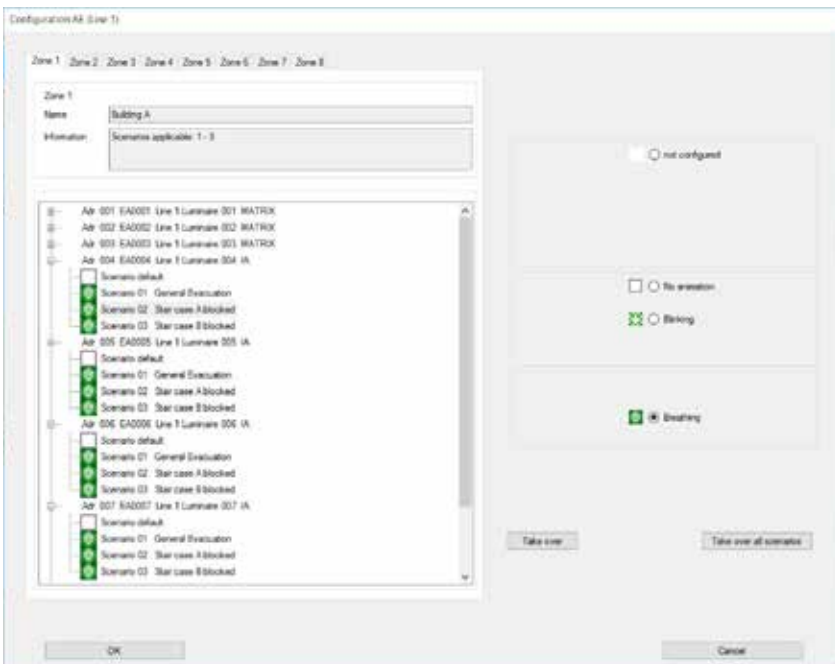 Configuration AE (Line 1)
Zone 1 Zone 2 Zone 3 Zone 4 Zone 5 Zone 6 Zone 7 Zone 8
Zone 1
Name Building A
Information Scenarios applicable: 1 - 3
not configured
Adr 001 EA0001 Line 1 Luminaire 001 MATRIX
Adr 002 EA0002 Line 1 Luminaire 002 MATRIX
Adr 003 EA0003 Line 1 Luminaire 003 MATRIX
Adr 004 EA0004 Line 1 Luminaire 004 IA
Scenario default
Scenario 01 General Evacuation
Scenario 02 Stair case A blocked
Scenario 03 Stair case B blocked
Adr 005 EA0005 Line 1 Luminaire 005 IA
Scenario default
Scenario 01 General Evacuation
Scenario 02 Stair case A blocked
Scenario 03 Stair case B blocked
Adr 006 EA0006 Line 1 Luminaire 006 IA
Scenario default
Scenario 01 General Evacuation
Scenario 02 Stair case A blocked
Scenario 03 Stair case B blocked
Adr 007 EA0007 Line 1 Luminaire 007 IA
Scenario default
Scenario 01 General Evacuation
Scenario 02 Stair case A blocked
Scenario 03 Stair case B blocked
No animation
Blinking
Breathing
Take over
Take over all scenarios
OK
Cancel